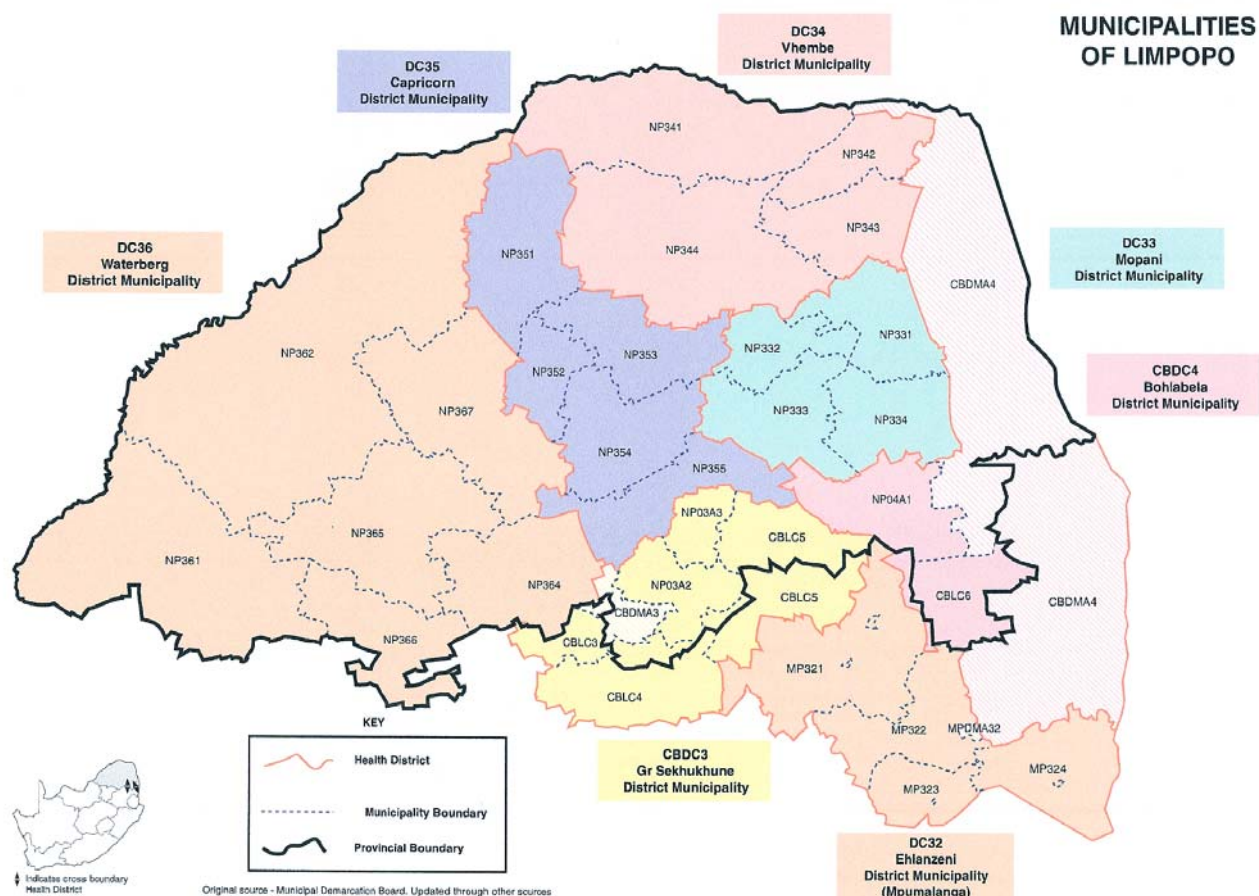 MUNICIPALITIES
OF LIMPOPO
DC34
Vhembe
District Municipality
DC35
Capricorn
District Municipality
NP341
NP342
NP351
NP344
NP343
DC36
Waterberg
District Municipality
DC33
Mopani
District Municipality
CBDMA4
NP362
NP353
NP332
NP331
NP352
CBDC4
Bohlabela
District Municipality
NP367
NP333
NP334
NP354
NP355
NP04A1
NP03A3
NP365
CBLC5
NP361
NP364
NP03A2
CBLC5
CBLC6
CBDMA4
CBDMA3
NP366
CBLC3
MP321
CBLC4
KEY
Health District
Municipality Boundary
Provincial Boundary
MP322
MPDMA32
CBDC3
Gr Sekhukhune
District Municipality
MP324
MP323
DC32
Ehlanzeni
District Municipality
(Mpumalanga)
Indicates cross boundary
Health District
Original source - Municipal Demarcation Board. Updated through other sources